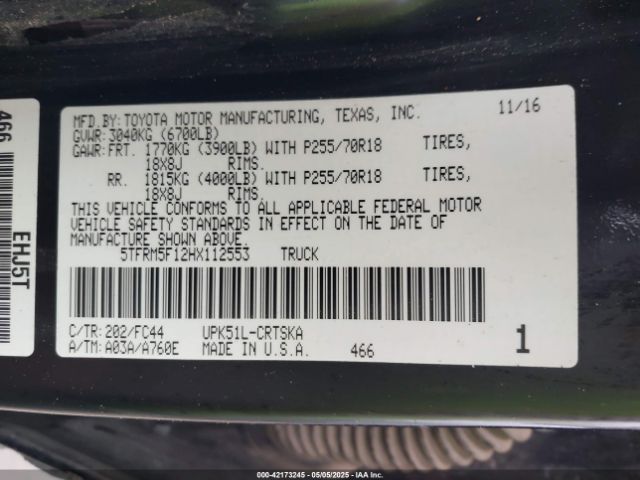 MFD.BY: TOYOTA MOTOR MANUFACTURING, TEXAS, INC. 11/16
GVWR: 3040KG (6700LB)
GAWR: FRT. 1770KG (3900LB) WITH P255/70R18 TIRES,
18X8J RIMS.
RR. 1815KG (4000LB) WITH P255/70R18 TIRES,
18X8J RIMS.
THIS VEHICLE CONFORMS TO ALL APPLICABLE FEDERAL MOTOR
VEHICLE SAFETY STANDARDS IN EFFECT ON THE DATE OF
MANUFACTURE SHOWN ABOVE.
5TFRM5F12HX112553 TRUCK
C/TR: 202/FC44 UPK51L-CRTSKA
A/TM: A03A/A760E MADE IN U.S.A. 466 1
466
EHJ5T
000-42173245 - 05/05/2025 - IAA Inc.